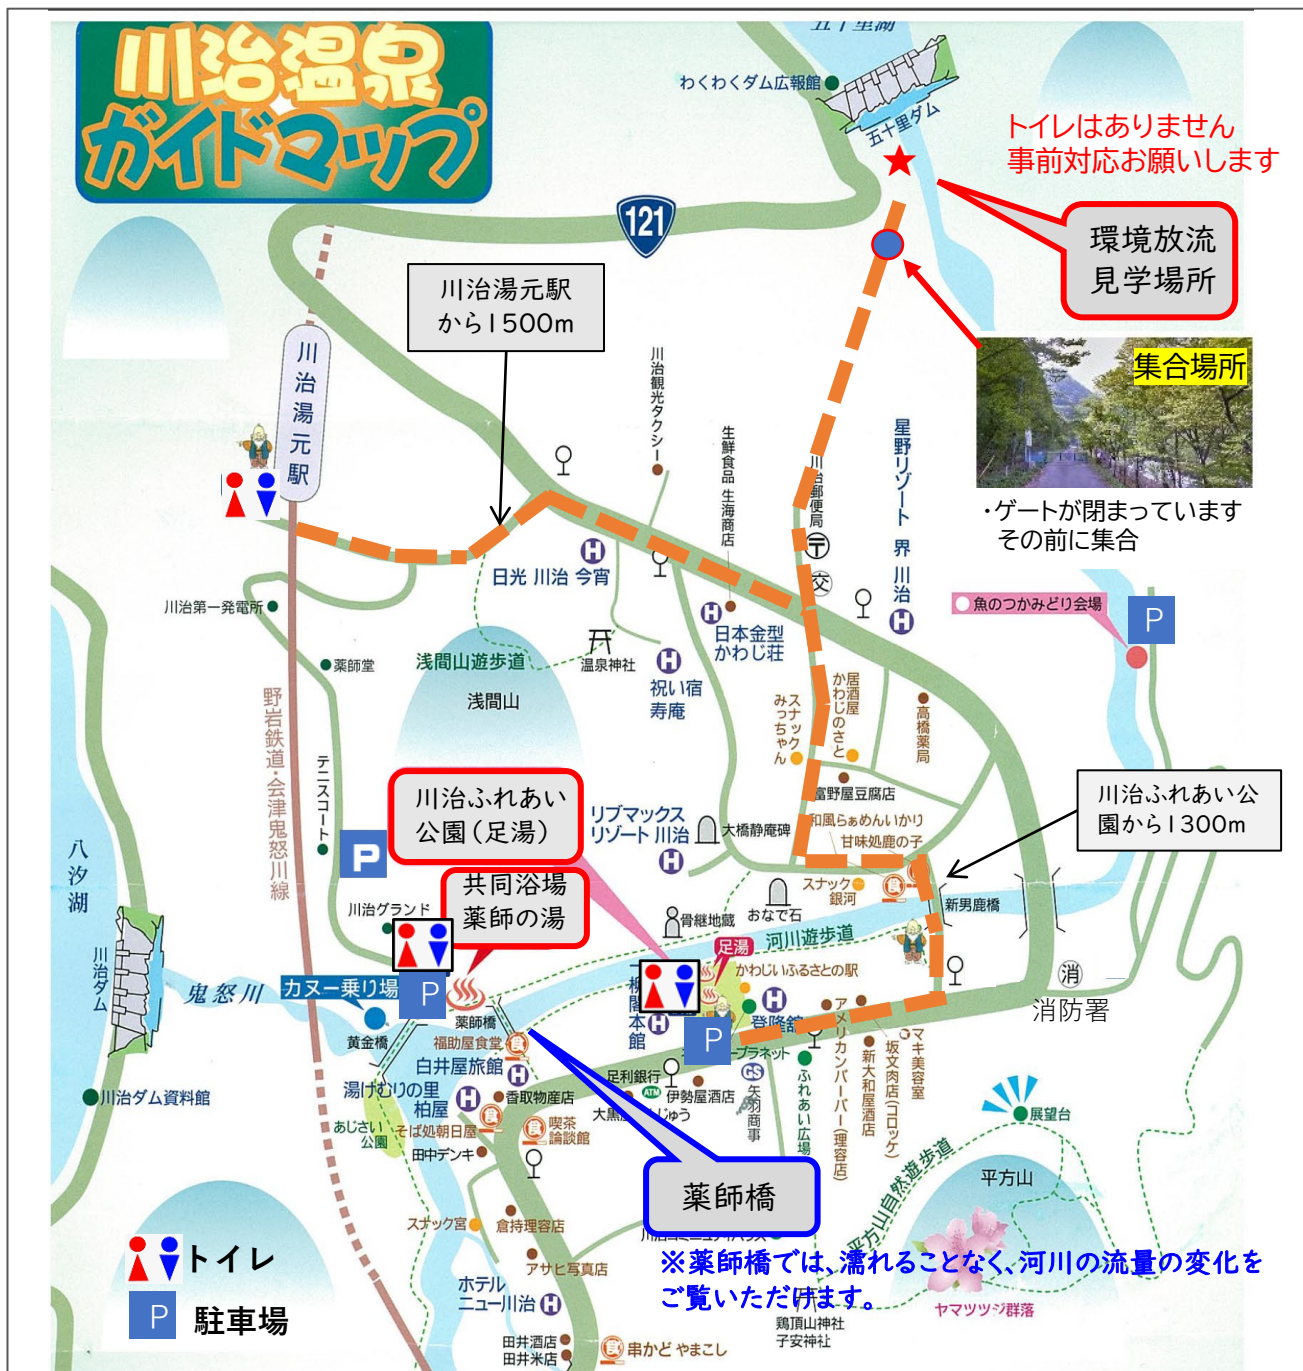 川治温泉
ガイドマップ
五十里湖
わくわくダム広報館
五十里ダム
トイレはありません
事前対応お願いします
環境放流
見学場所
121
川治湯元駅
から1500m
川治湯元駅
川治観光タクシー
生鮮食品 生海商店
川治郵便局
〒
交
星野リゾート 界 川治
H
集合場所
・ゲートが閉まっています
その前に集合
H
日光 川治 今宵
川治第一発電所
薬師堂
浅間山遊歩道
浅間山
温泉神社
H
祝い宿
寿庵
H
日本金型
かわじ荘
魚のつかみどり会場
P
スナック
みっちゃん
居酒屋
かわじのさと
高橋薬局
野岩鉄道・会津鬼怒川線
テニスコート
P
川治ふれあい
公園(足湯)
リブマックス
リゾート 川治
H
大橋静庵碑
富野屋豆腐店
和風らぁめんいかり
甘味処鹿の子
川治ふれあい公
園から1300m
八汐湖
川治ダム
共同浴場
薬師の湯
川治グランド
骨継地蔵
おなで石
スナック
銀河
食
新男鹿橋
足湯
河川遊歩道
かわじいふるさとの駅
消
消防署
鬼怒川
カヌー乗り場
P
薬師橋
黄金橋
福助屋食堂
食
白井屋旅館
H
H
登隆館
P
足利銀行
ATM
伊勢屋酒店
GS
矢羽商事
ふれあい広場
アメリカンバーバー(理容店)
新大和屋酒店
坂文肉店(コロッケ)
マキ美容室
川治ダム資料館
湯けむりの里
柏屋
H
香取物産店
あじさい
公園
そば処朝日屋
食
食
喫茶
論談館
田中デンキ
展望台
平方山
平方山自然遊歩道
薬師橋
スナック宮
倉持理容店
アサヒ写真店
※薬師橋では、濡れることなく、河川の流量の変化を
ご覧いただけます。
トイレ
P 駐車場
ホテル
ニュー川治 H
田井酒店
田井米店
食 串かど やまこし
鶏頂山神社
子安神社
ヤマツツジ群落